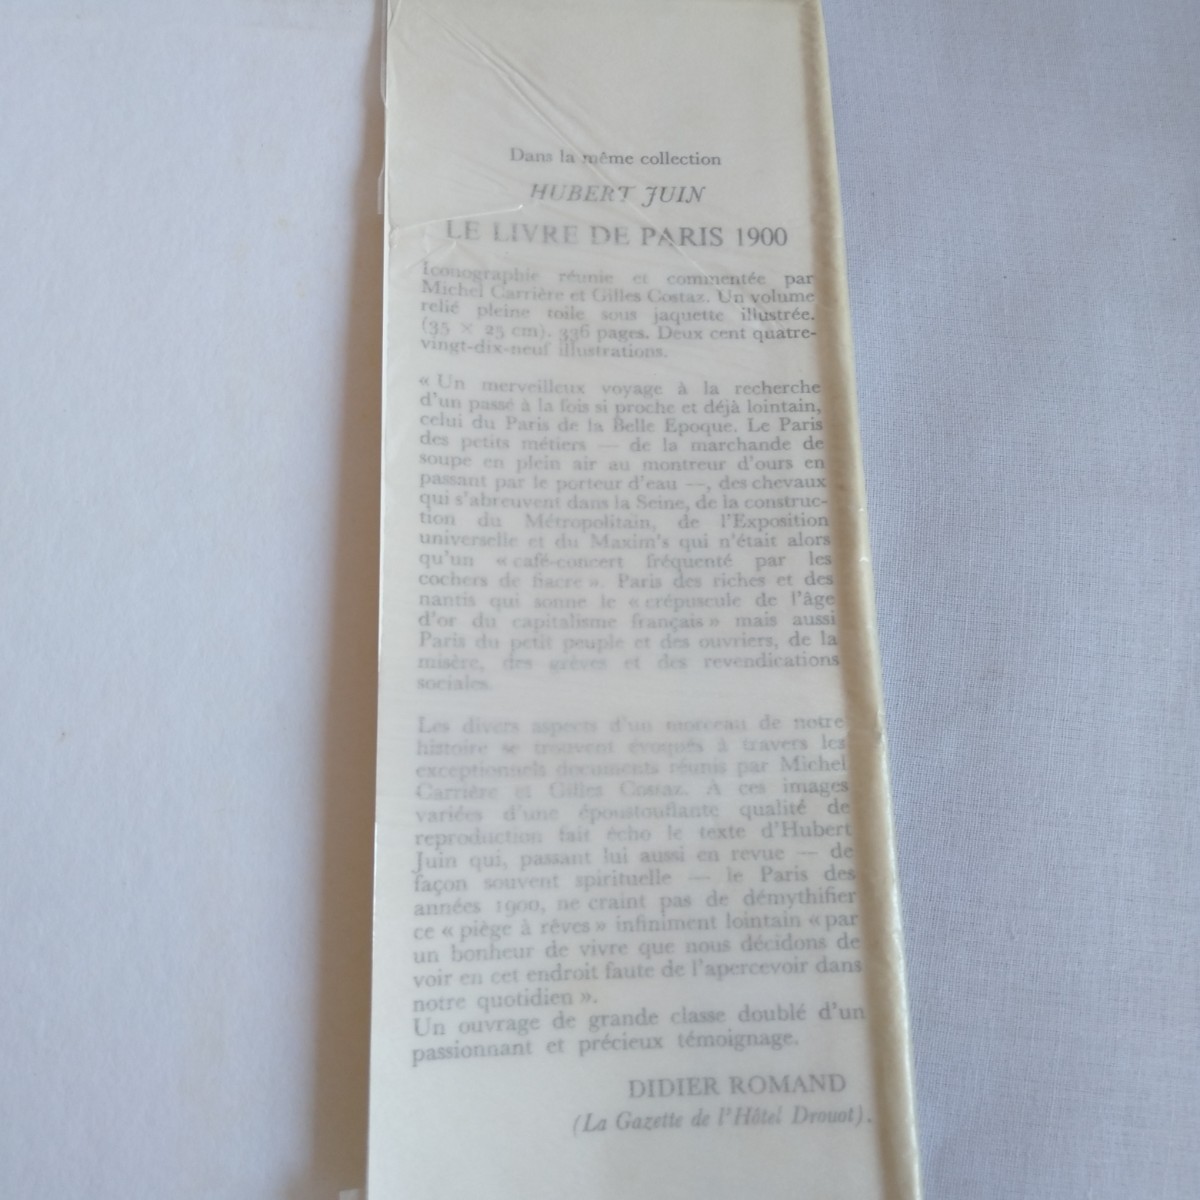 Dans la même collection
HUBERT JUIN
LE LIVRE DE PARIS 1900
Iconographie réunie et commentée par
Michel Carrière et Gilles Costaz. Un volume
relié pleine toile sous jaquette illustrée.
(35 × 25 cm). 336 pages. Deux cent quatre-
vingt-dix-neuf illustrations.
« Un merveilleux voyage à la recherche
d'un passé à la fois si proche et déjà lointain,
celui du Paris de la Belle Epoque. Le Paris
des petits métiers — de la marchande de
soupe en plein air au montreur d'ours en
passant par le porteur d'eau —, des chevaux
qui s'abreuvent dans la Seine, de la construc-
tion du Métropolitain, de l'Exposition
universelle et du Maxim's qui n'était alors
qu'un « café-concert fréquenté par les
cochers de fiacre ». Paris des riches et des
nantis qui sonne le « crépuscule de l'âge
d'or du capitalisme français » mais aussi
Paris du petit peuple et des ouvriers, de la
misère, des grèves et des revendications
sociales.
Les divers aspects d'un morceau de notre
histoire se trouvent évoqués à travers les
exceptionnels documents réunis par Michel
Carrière et Gilles Costaz. A ces images
variées d'une époustouflante qualité de
reproduction fait écho le texte d'Hubert
Juin qui, passant lui aussi en revue — de
façon souvent spirituelle — le Paris des
années 1900, ne craint pas de démythifier
ce « piège à rêves » infiniment lointain « par
un bonheur de vivre que nous décidons de
voir en cet endroit faute de l'apercevoir dans
notre quotidien ».
Un ouvrage de grande classe doublé d'un
passionnant et précieux témoignage.
DIDIER ROMAND
(La Gazette de l'Hôtel Drouot).